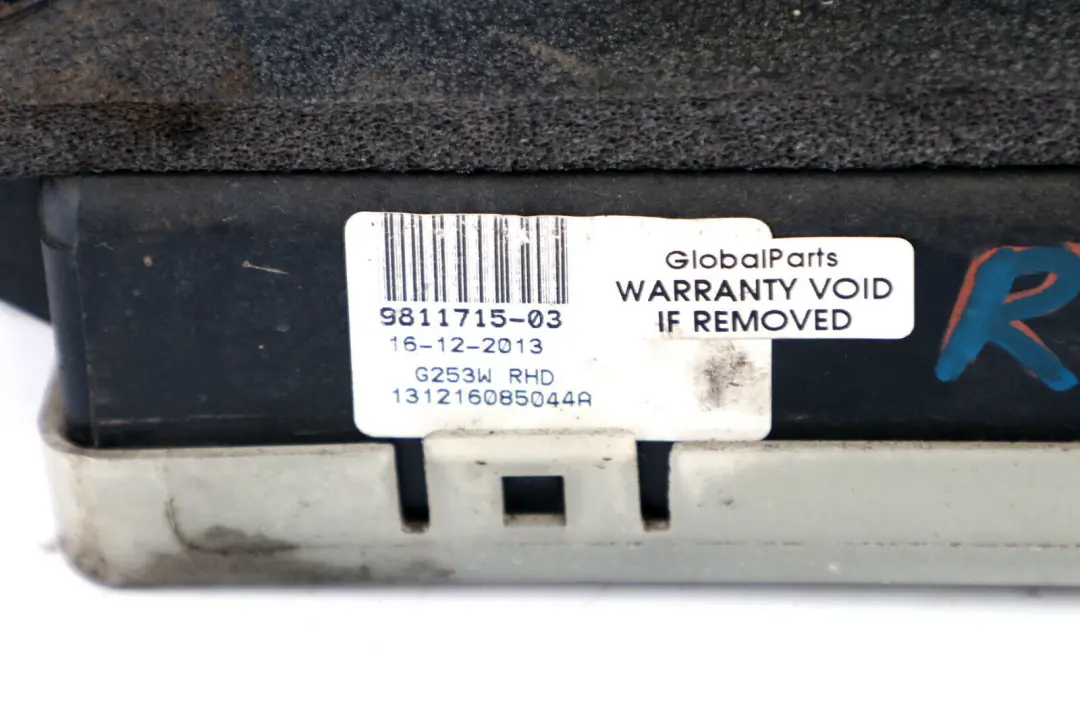 9811715-03
16-12-2013
G253W RHD
131216085044A
GlobalParts
WARRANTY VOID
IF REMOVED
R